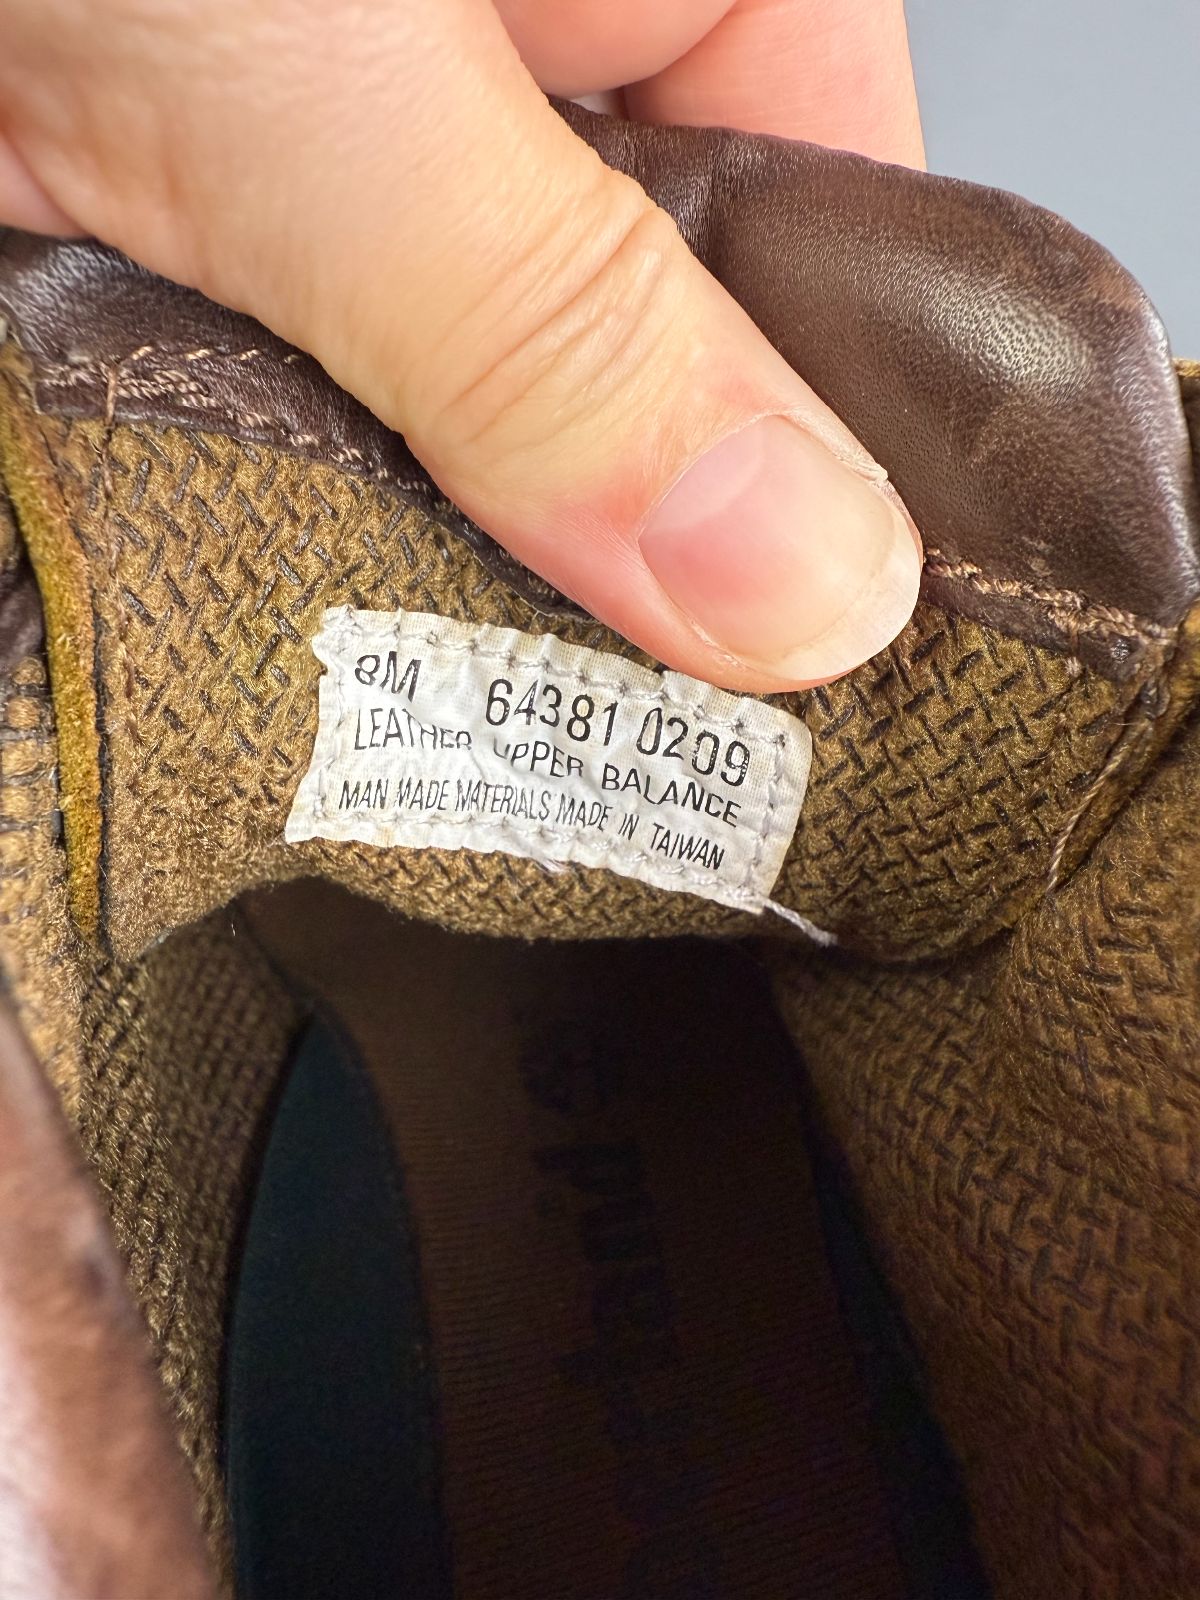 8M 64381 0209
LEATHER UPPER BALANCE
MAN MADE MATERIALS MADE IN TAIWAN